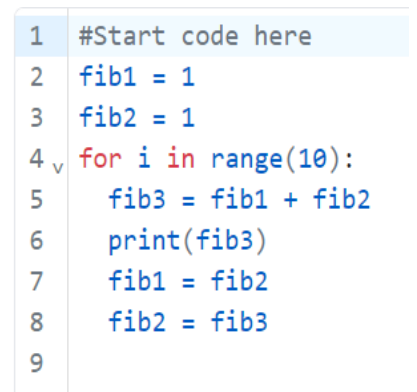 1 #Start code here
2 fib1 = 1
3 fib2 = 1
4 v for i in range(10):
5   fib3 = fib1 + fib2
6   print(fib3)
7   fib1 = fib2
8   fib2 = fib3
9